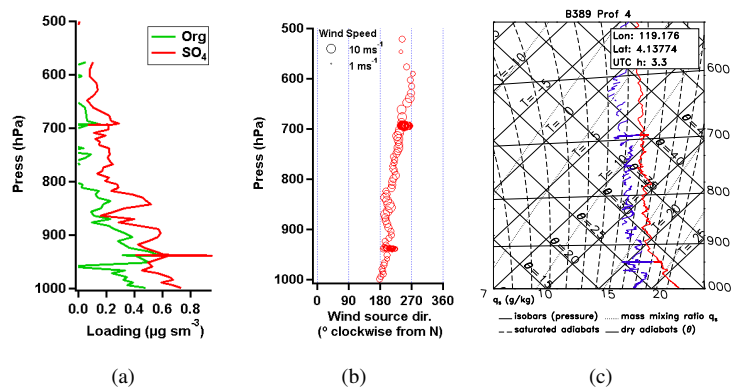 Org
SO4
500
600
700
800
900
1000
Press (hPa)
0.0
0.4
0.8
Loading (μg sm-3)
(a)
Wind Speed
10 ms-1
1 ms-1
500
600
700
800
900
1000
Press (hPa)
0
90
180
270
360
Wind source dir.
(º clockwise from N)
(b)
B389 Prof 4
Lon: 119.176
Lat: 4.13774
UTC h: 3.3
600
700
800
900
1000
θ=40
θ=25
θ=20
7
10
15
20
qs (g/kg)
isobars (pressure)
mass mixing ratio qs
saturated adiabats
dry adiabats (θ)
(c)